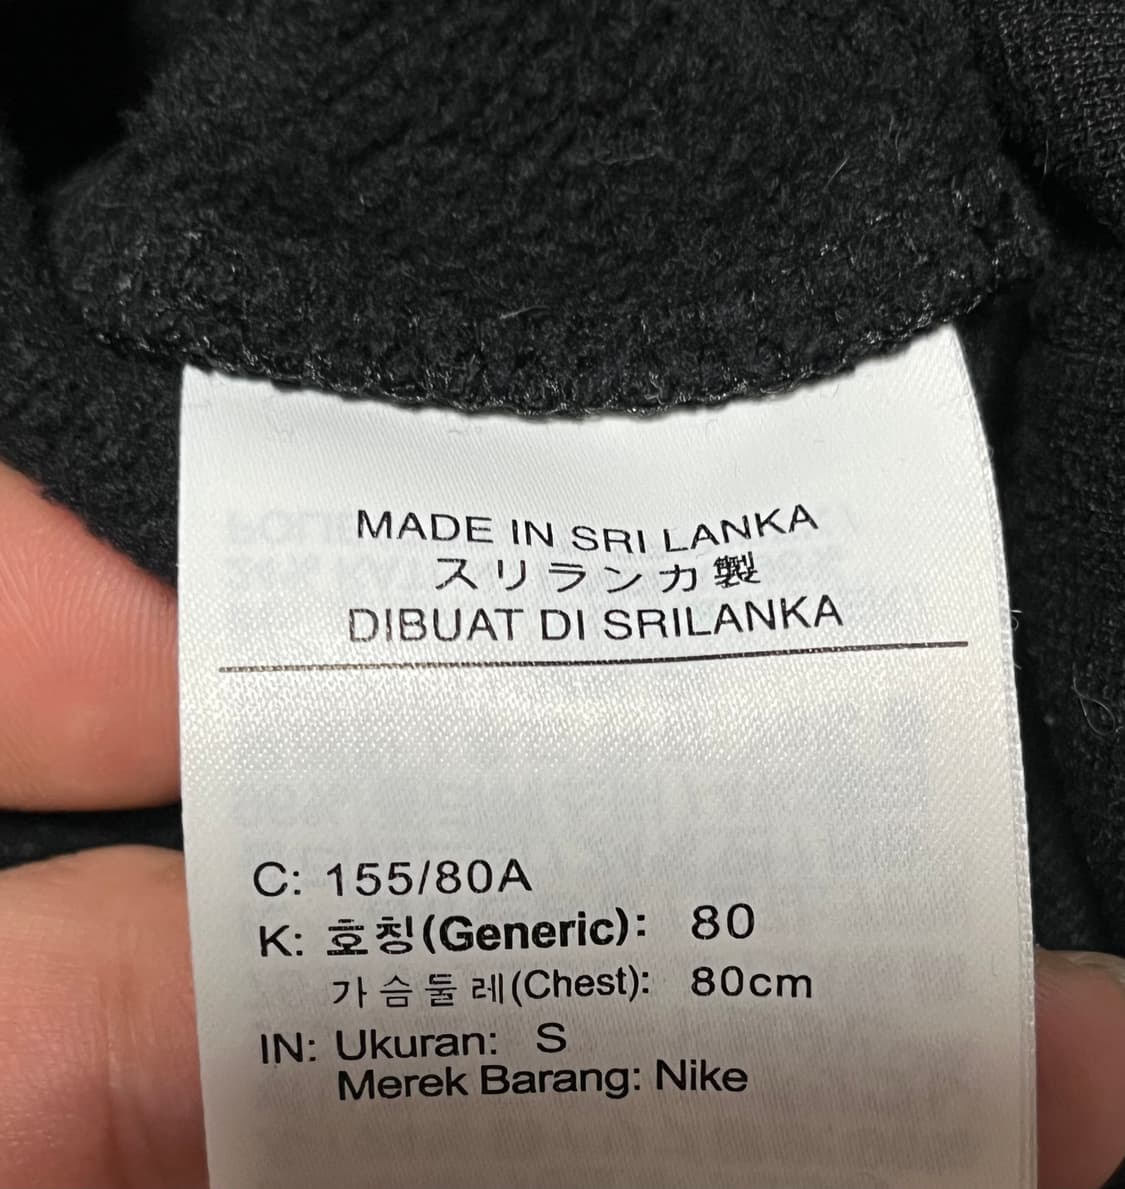 MADE IN SRI LANKA
スリランカ製
DIBUAT DI SRILANKA
C: 155/80A
K: 호칭(Generic): 80
가슴둘레(Chest): 80cm
IN: Ukuran: S
Merek Barang: Nike